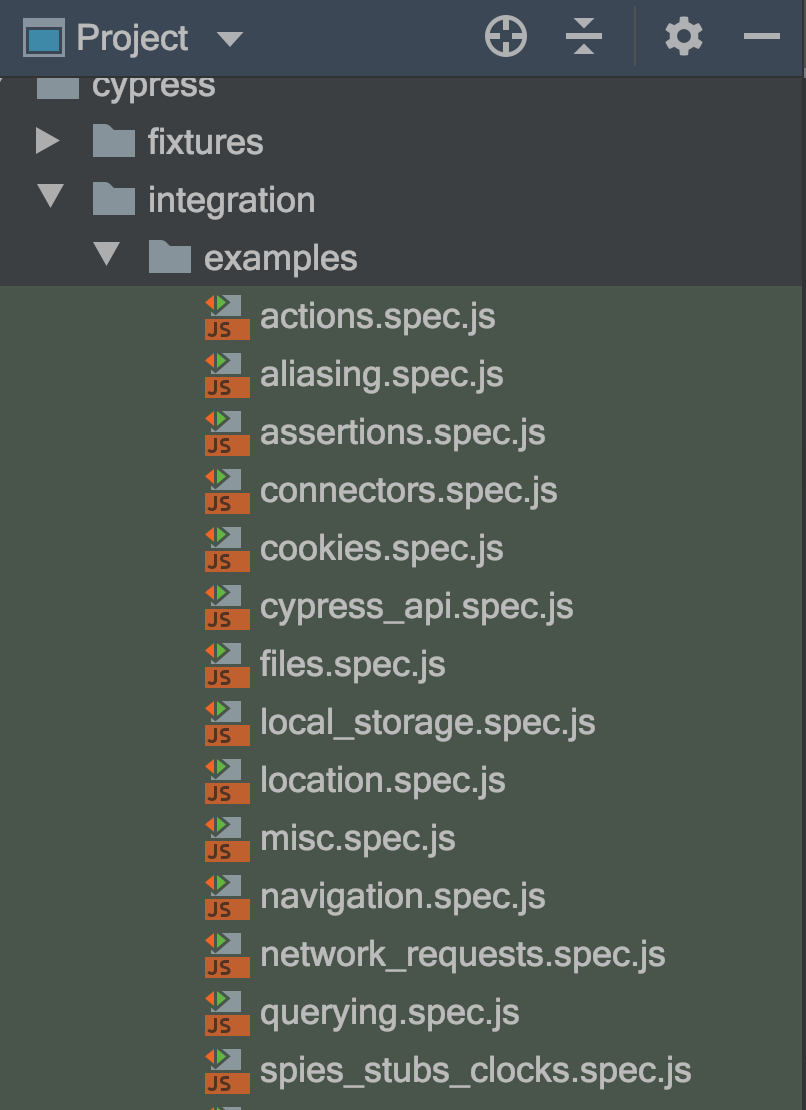 Project
cypress
fixtures
integration
examples
JS actions.spec.js
JS aliasing.spec.js
JS assertions.spec.js
JS connectors.spec.js
JS cookies.spec.js
JS cypress_api.spec.js
JS files.spec.js
JS local_storage.spec.js
JS location.spec.js
JS misc.spec.js
JS navigation.spec.js
JS network_requests.spec.js
JS querying.spec.js
JS spies_stubs_clocks.spec.js